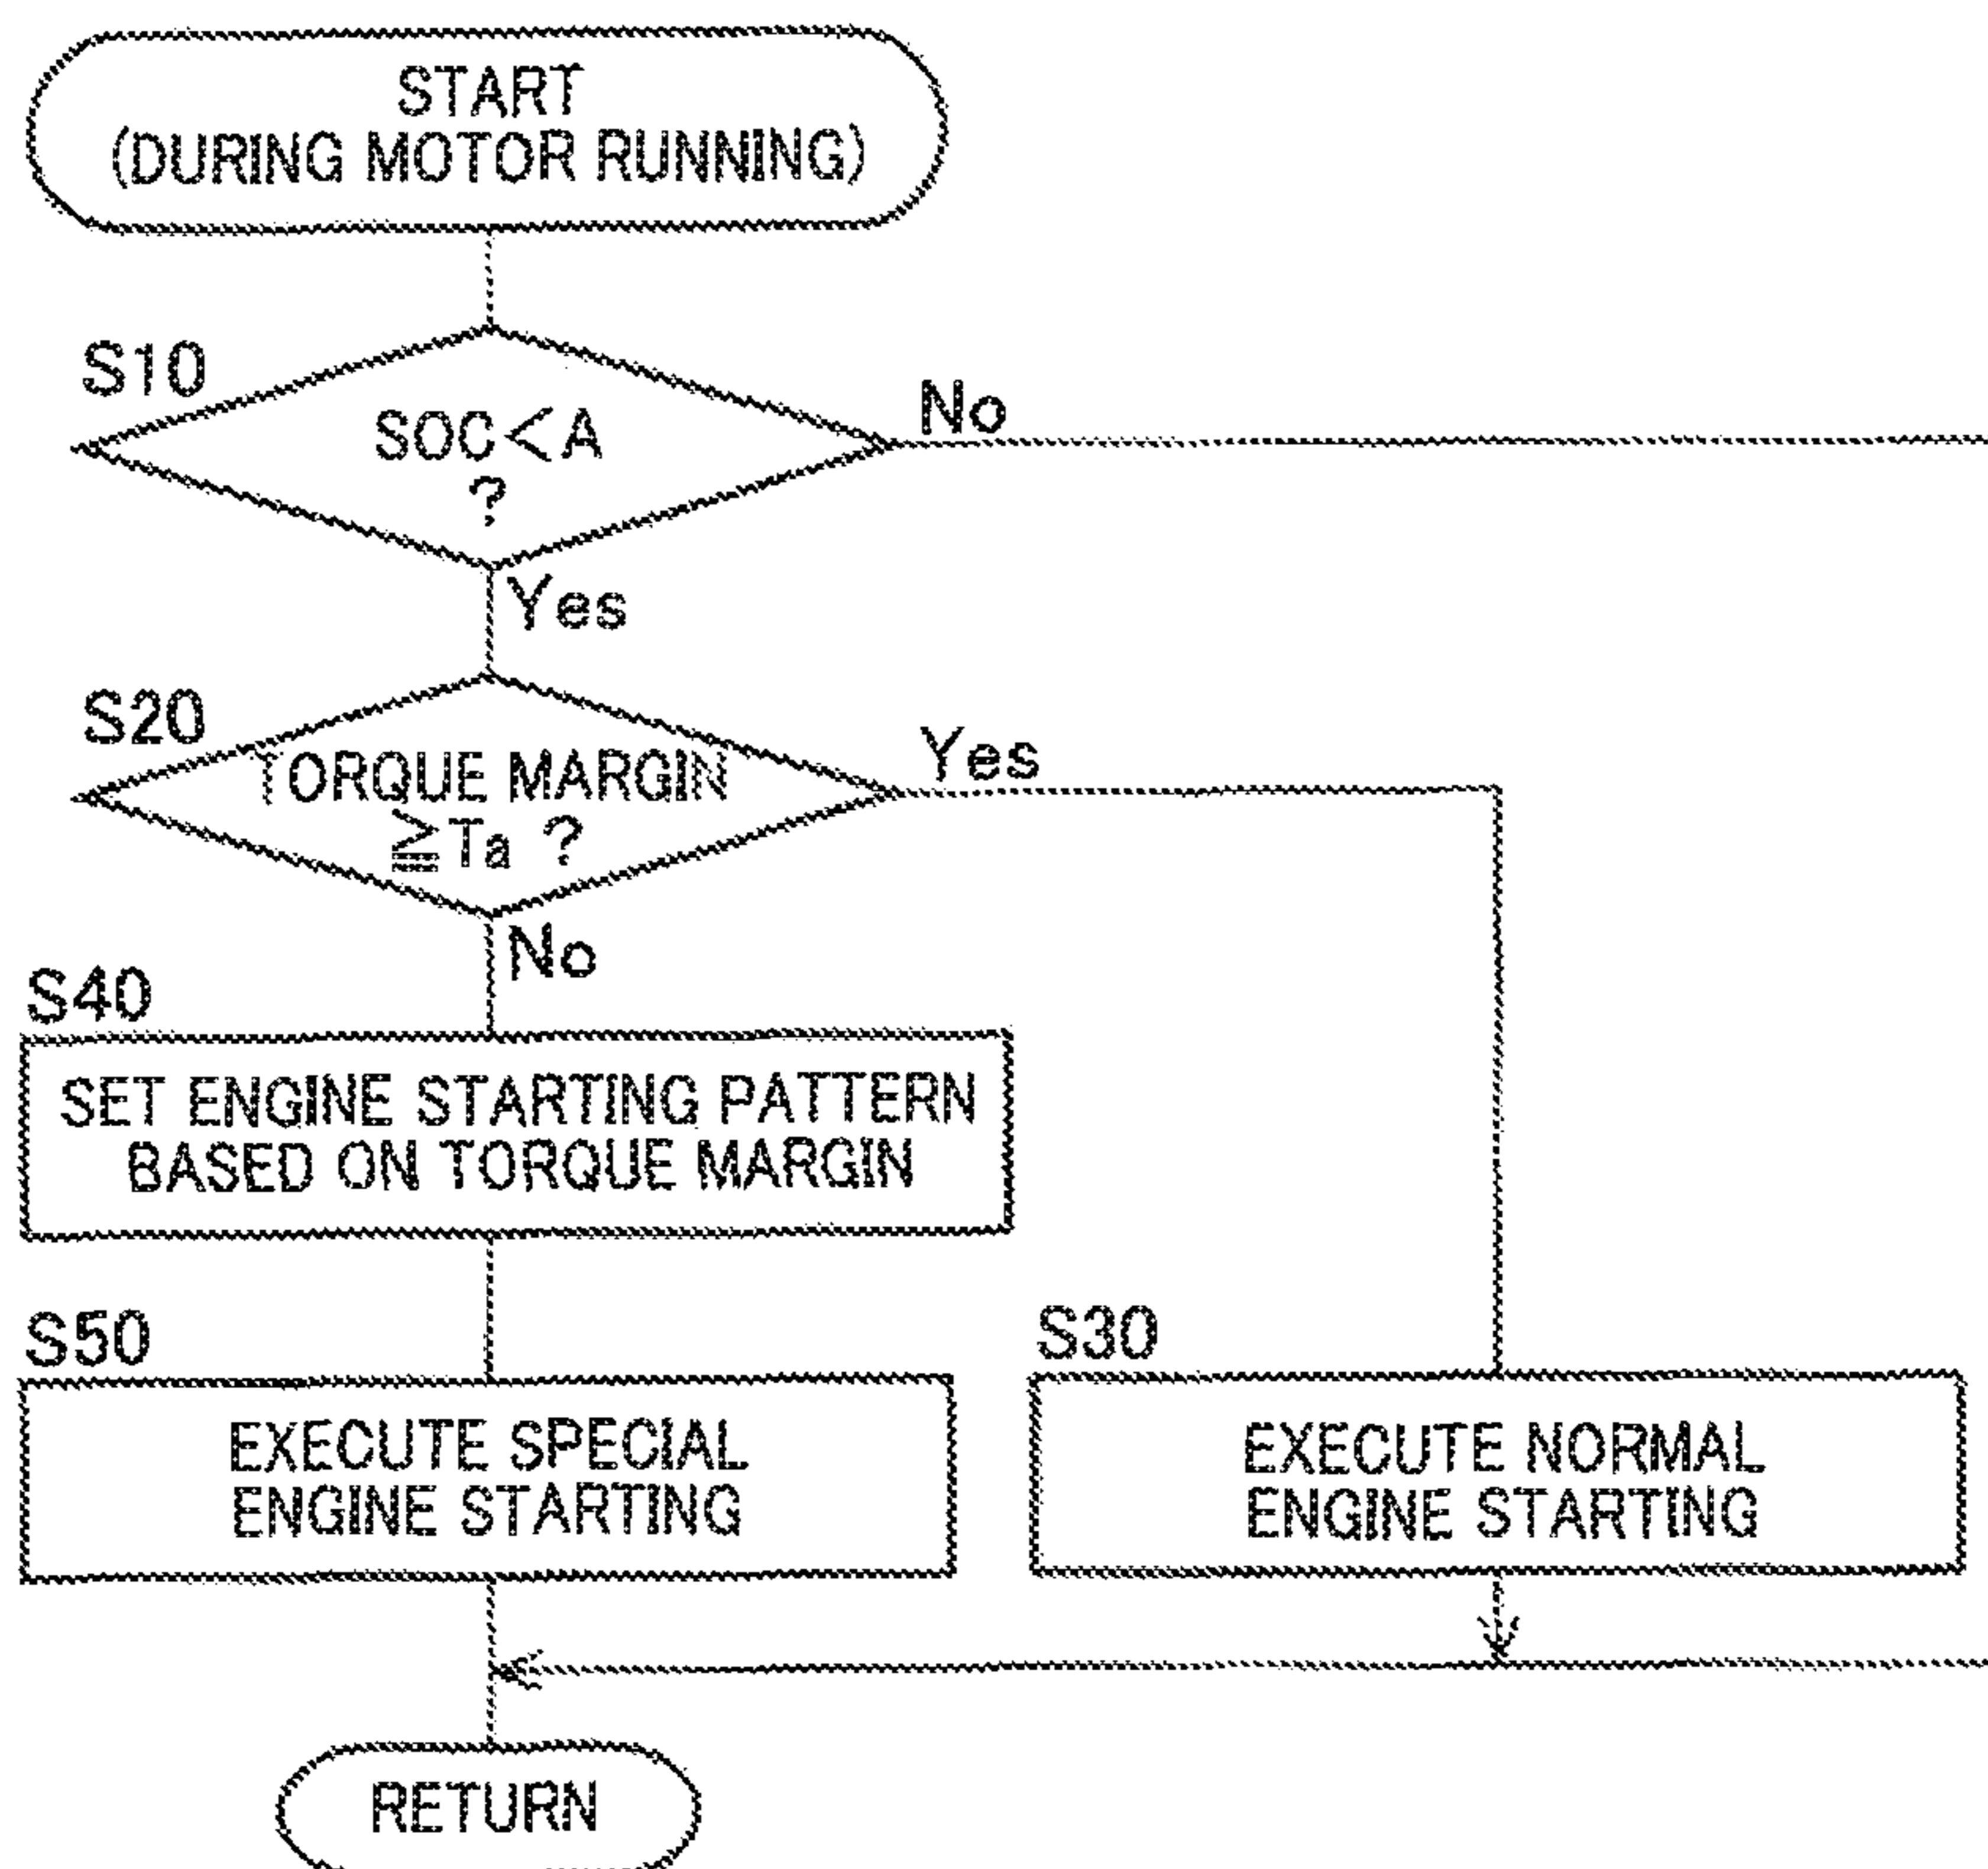 START
(DURING MOTOR RUNNING)
S10
SOC<A
?
No
Yes
S20
TORQUE MARGIN
≧Ta ?
Yes
No
S40
SET ENGINE STARTING PATTERN
BASED ON TORQUE MARGIN
S50
EXECUTE SPECIAL
ENGINE STARTING
S30
EXECUTE NORMAL
ENGINE STARTING
RETURN